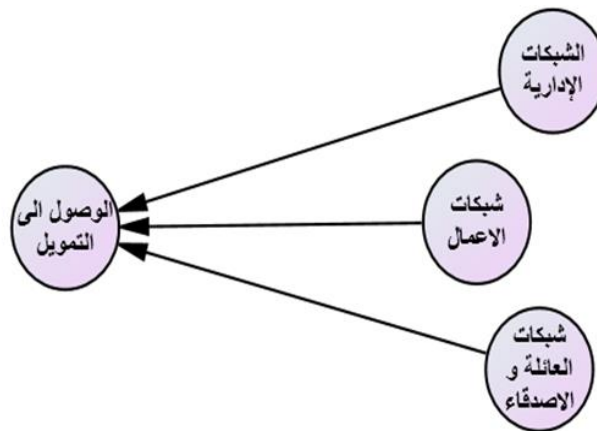 الشبكات
الإدارية
الوصول الى
التمويل
شبكات
الاعمال
شبكات
العائلة و
الاصدقاء